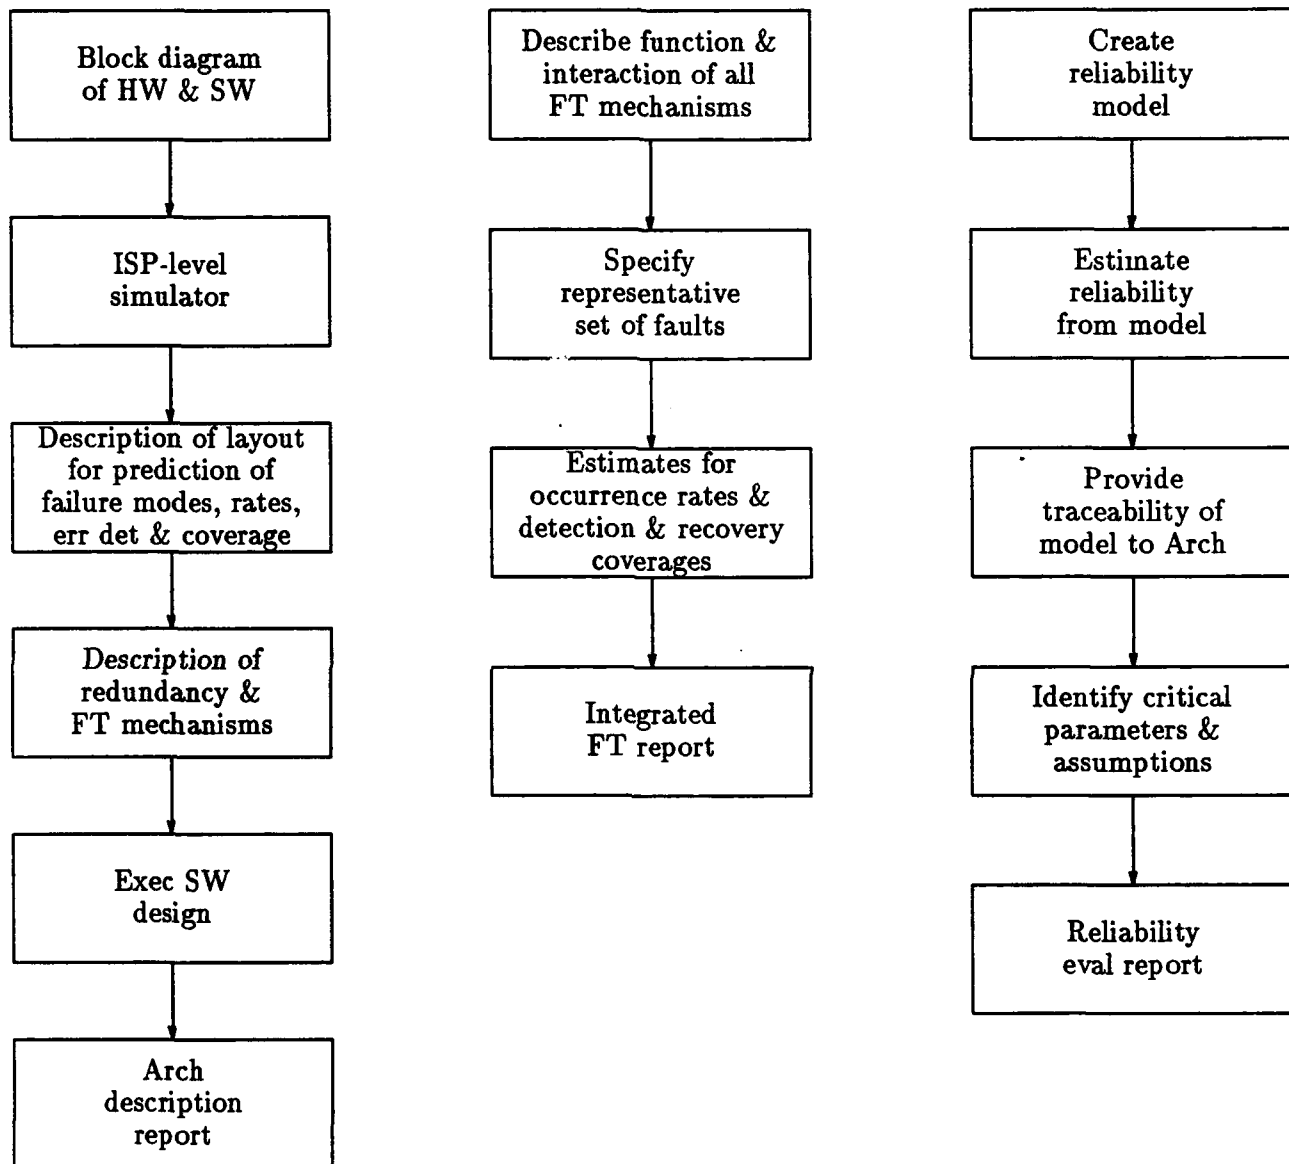 Block diagram
of HW & SW
ISP-level
simulator
Description of layout
for prediction of
failure modes, rates,
err det & coverage
Description of
redundancy &
FT mechanisms
Exec SW
design
Arch
description
report
Describe function &
interaction of all
FT mechanisms
Specify
representative
set of faults
Estimates for
occurrence rates &
detection & recovery
coverages
Integrated
FT report
Create
reliability
model
Estimate
reliability
from model
Provide
traceability of
model to Arch
Identify critical
parameters &
assumptions
Reliability
eval report